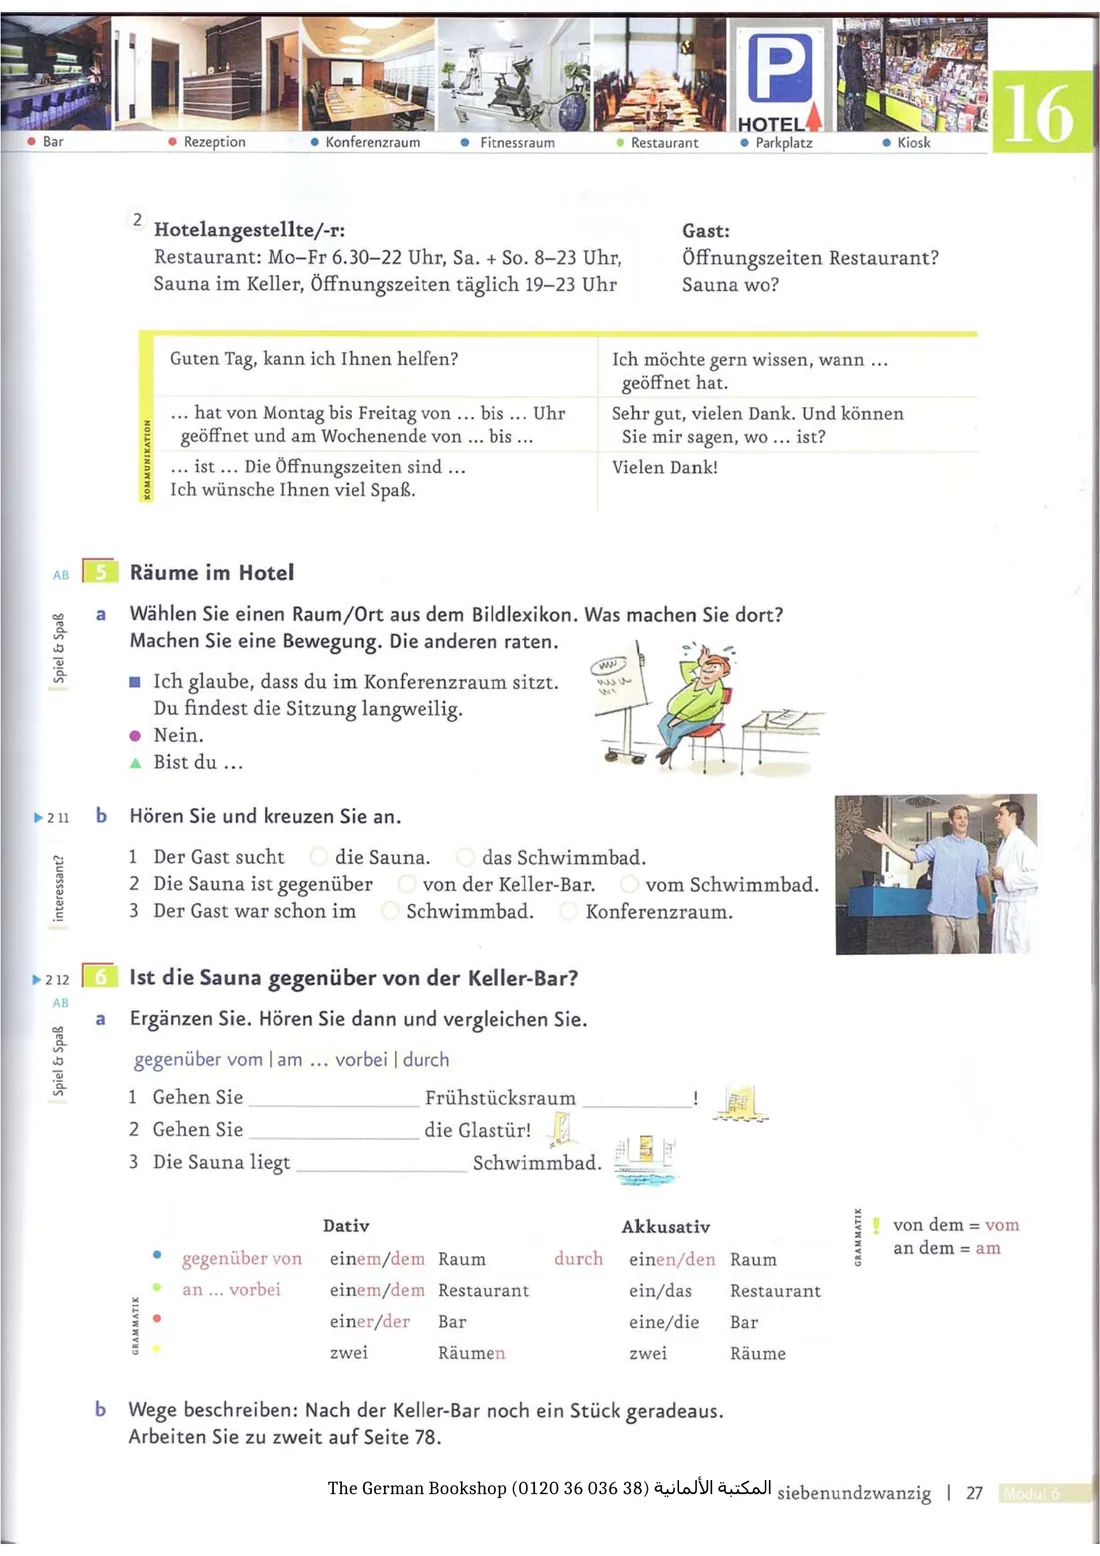 P
HOTEL
16
Bar
Rezeption
Konferenzraum
Fitnessraum
Restaurant
Parkplatz
Kiosk
2
Hotelangestellte/-r:
Restaurant: Mo–Fr 6.30–22 Uhr, Sa. + So. 8–23 Uhr,
Sauna im Keller, Öffnungszeiten täglich 19–23 Uhr
Gast:
Öffnungszeiten Restaurant?
Sauna wo?
KOMMUNIKATION
Guten Tag, kann ich Ihnen helfen?
Ich möchte gern wissen, wann ...
geöffnet hat.
... hat von Montag bis Freitag von ... bis ... Uhr
geöffnet und am Wochenende von ... bis ...
Sehr gut, vielen Dank. Und können
Sie mir sagen, wo ... ist?
... ist ... Die Öffnungszeiten sind ...
Ich wünsche Ihnen viel Spaß.
Vielen Dank!
AB 5 Räume im Hotel
Spiel & Spaß
a Wählen Sie einen Raum/Ort aus dem Bildlexikon. Was machen Sie dort?
Machen Sie eine Bewegung. Die anderen raten.
Ich glaube, dass du im Konferenzraum sitzt.
Du findest die Sitzung langweilig.
Nein.
Bist du ...
2 11 b Hören Sie und kreuzen Sie an.
interessant?
1 Der Gast sucht die Sauna. das Schwimmbad.
2 Die Sauna ist gegenüber von der Keller-Bar. vom Schwimmbad.
3 Der Gast war schon im Schwimmbad. Konferenzraum.
2 12 6 Ist die Sauna gegenüber von der Keller-Bar?
AB
Spiel & Spaß
a Ergänzen Sie. Hören Sie dann und vergleichen Sie.
gegenüber vom | am ... vorbei | durch
1 Gehen Sie ________ Frühstücksraum ________!
2 Gehen Sie ________ die Glastür!
3 Die Sauna liegt ________ Schwimmbad.
GRAMMATIK
Dativ Akkusativ
gegenüber von einem/dem Raum durch einen/den Raum
an ... vorbei einem/dem Restaurant ein/das Restaurant
einer/der Bar eine/die Bar
zwei Räumen zwei Räume
GRAMMATIK
! von dem = vom
an dem = am
b Wege beschreiben: Nach der Keller-Bar noch ein Stück geradeaus.
Arbeiten Sie zu zweit auf Seite 78.
The German Bookshop (0120 36 036 38) المكتبة الألمانية
siebenundzwanzig | 27 Modul 6